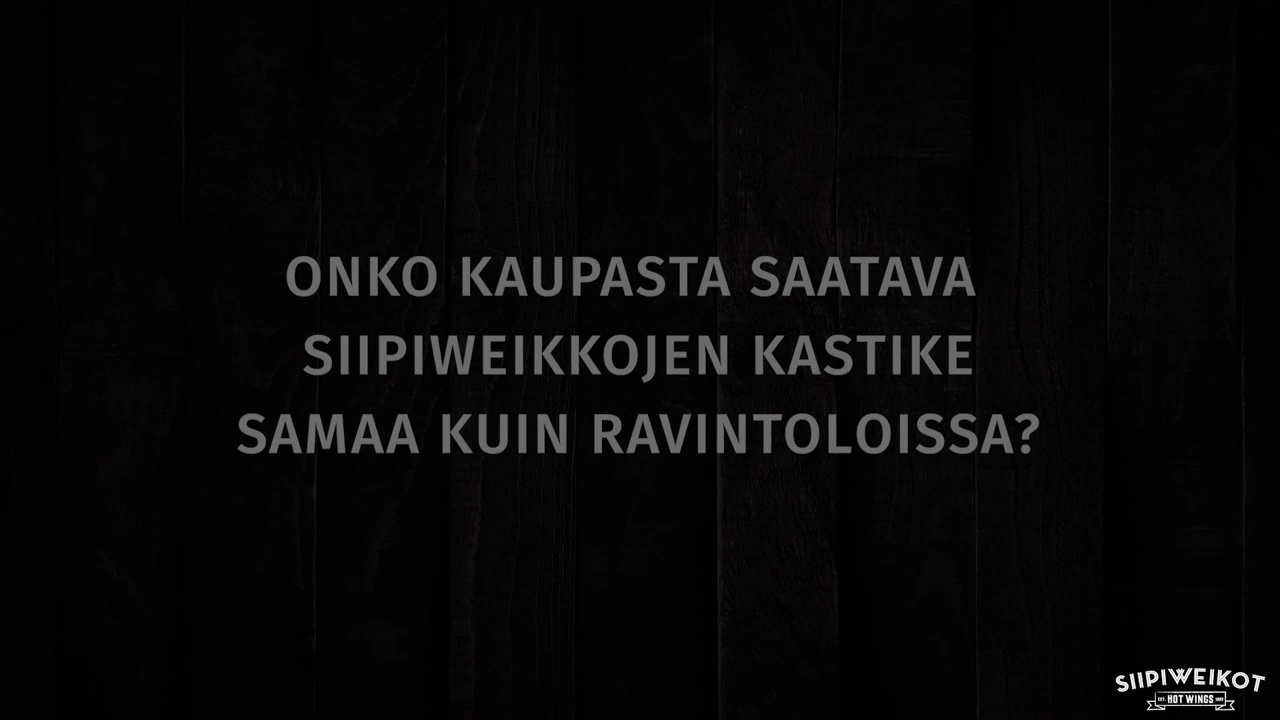 ONKO KAUPASTA SAATAVA
SIIPIWEIKKOJEN KASTIKE
SAMAA KUIN RAVINTOLOISSA?
SIIPIWEIKOT
HOT WINGS